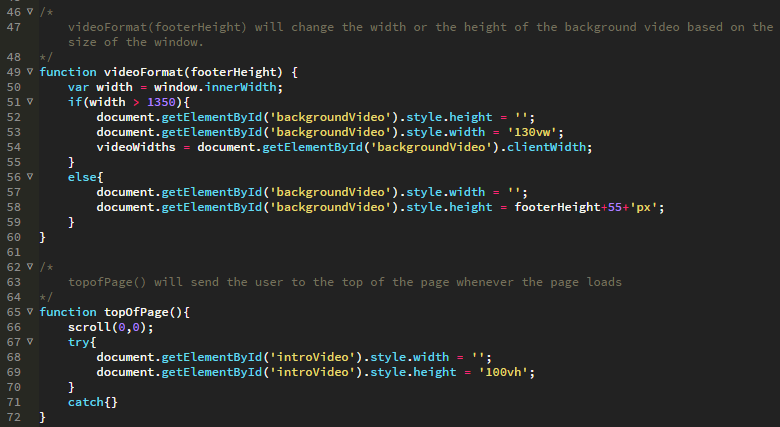 46 /*
47 videoFormat(footerHeight) will change the width or the height of the background video based on the
size of the window.
48 */
49 function videoFormat(footerHeight) {
50 var width = window.innerWidth;
51 if(width > 1350){
52 document.getElementById('backgroundVideo').style.height = '';
53 document.getElementById('backgroundVideo').style.width = '130vw';
54 videoWidths = document.getElementById('backgroundVideo').clientWidth;
55 }
56 else{
57 document.getElementById('backgroundVideo').style.width = '';
58 document.getElementById('backgroundVideo').style.height = footerHeight+55+'px';
59 }
60 }
61
62 /*
63 topofPage() will send the user to the top of the page whenever the page loads
64 */
65 function topOfPage(){
66 scroll(0,0);
67 try{
68 document.getElementById('introVideo').style.width = '';
69 document.getElementById('introVideo').style.height = '100vh';
70 }
71 catch{}
72 }